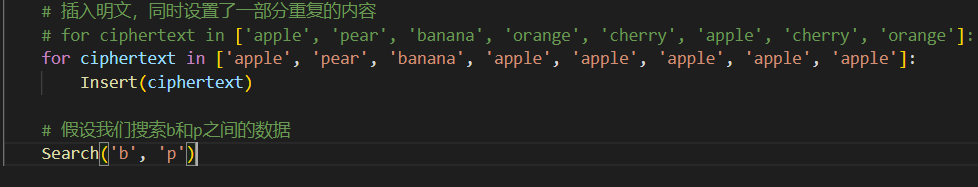 # 插入明文，同时设置了一部分重复的内容
# for ciphertext in ['apple', 'pear', 'banana', 'orange', 'cherry', 'apple', 'cherry', 'orange']:
for ciphertext in ['apple', 'pear', 'banana', 'apple', 'apple', 'apple', 'apple', 'apple']:
Insert(ciphertext)
# 假设我们搜索b和p之间的数据
Search('b', 'p')